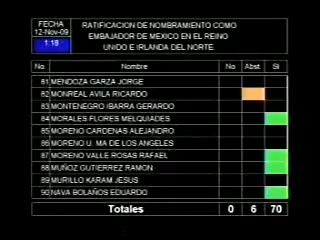 FECHA
12-Nov-09
1:18
RATIFICACION DE NOMBRAMIENTO COMO
EMBAJADOR DE MEXICO EN EL REINO
UNIDO E IRLANDA DEL NORTE
No. Nombre No Abst. Si
81 MENDOZA GARZA JORGE
82 MONREAL AVILA RICARDO
83 MONTENEGRO IBARRA GERARDO
84 MORALES FLORES MELQUIADES
85 MORENO CARDENAS ALEJANDRO
86 MORENO U. MA DE LOS ANGELES
87 MORENO VALLE ROSAS RAFAEL
88 MUÑOZ GUTIERREZ RAMON
89 MURILLO KARAM JESUS
90 NAVA BOLAÑOS EDUARDO
Totales 0 6 70